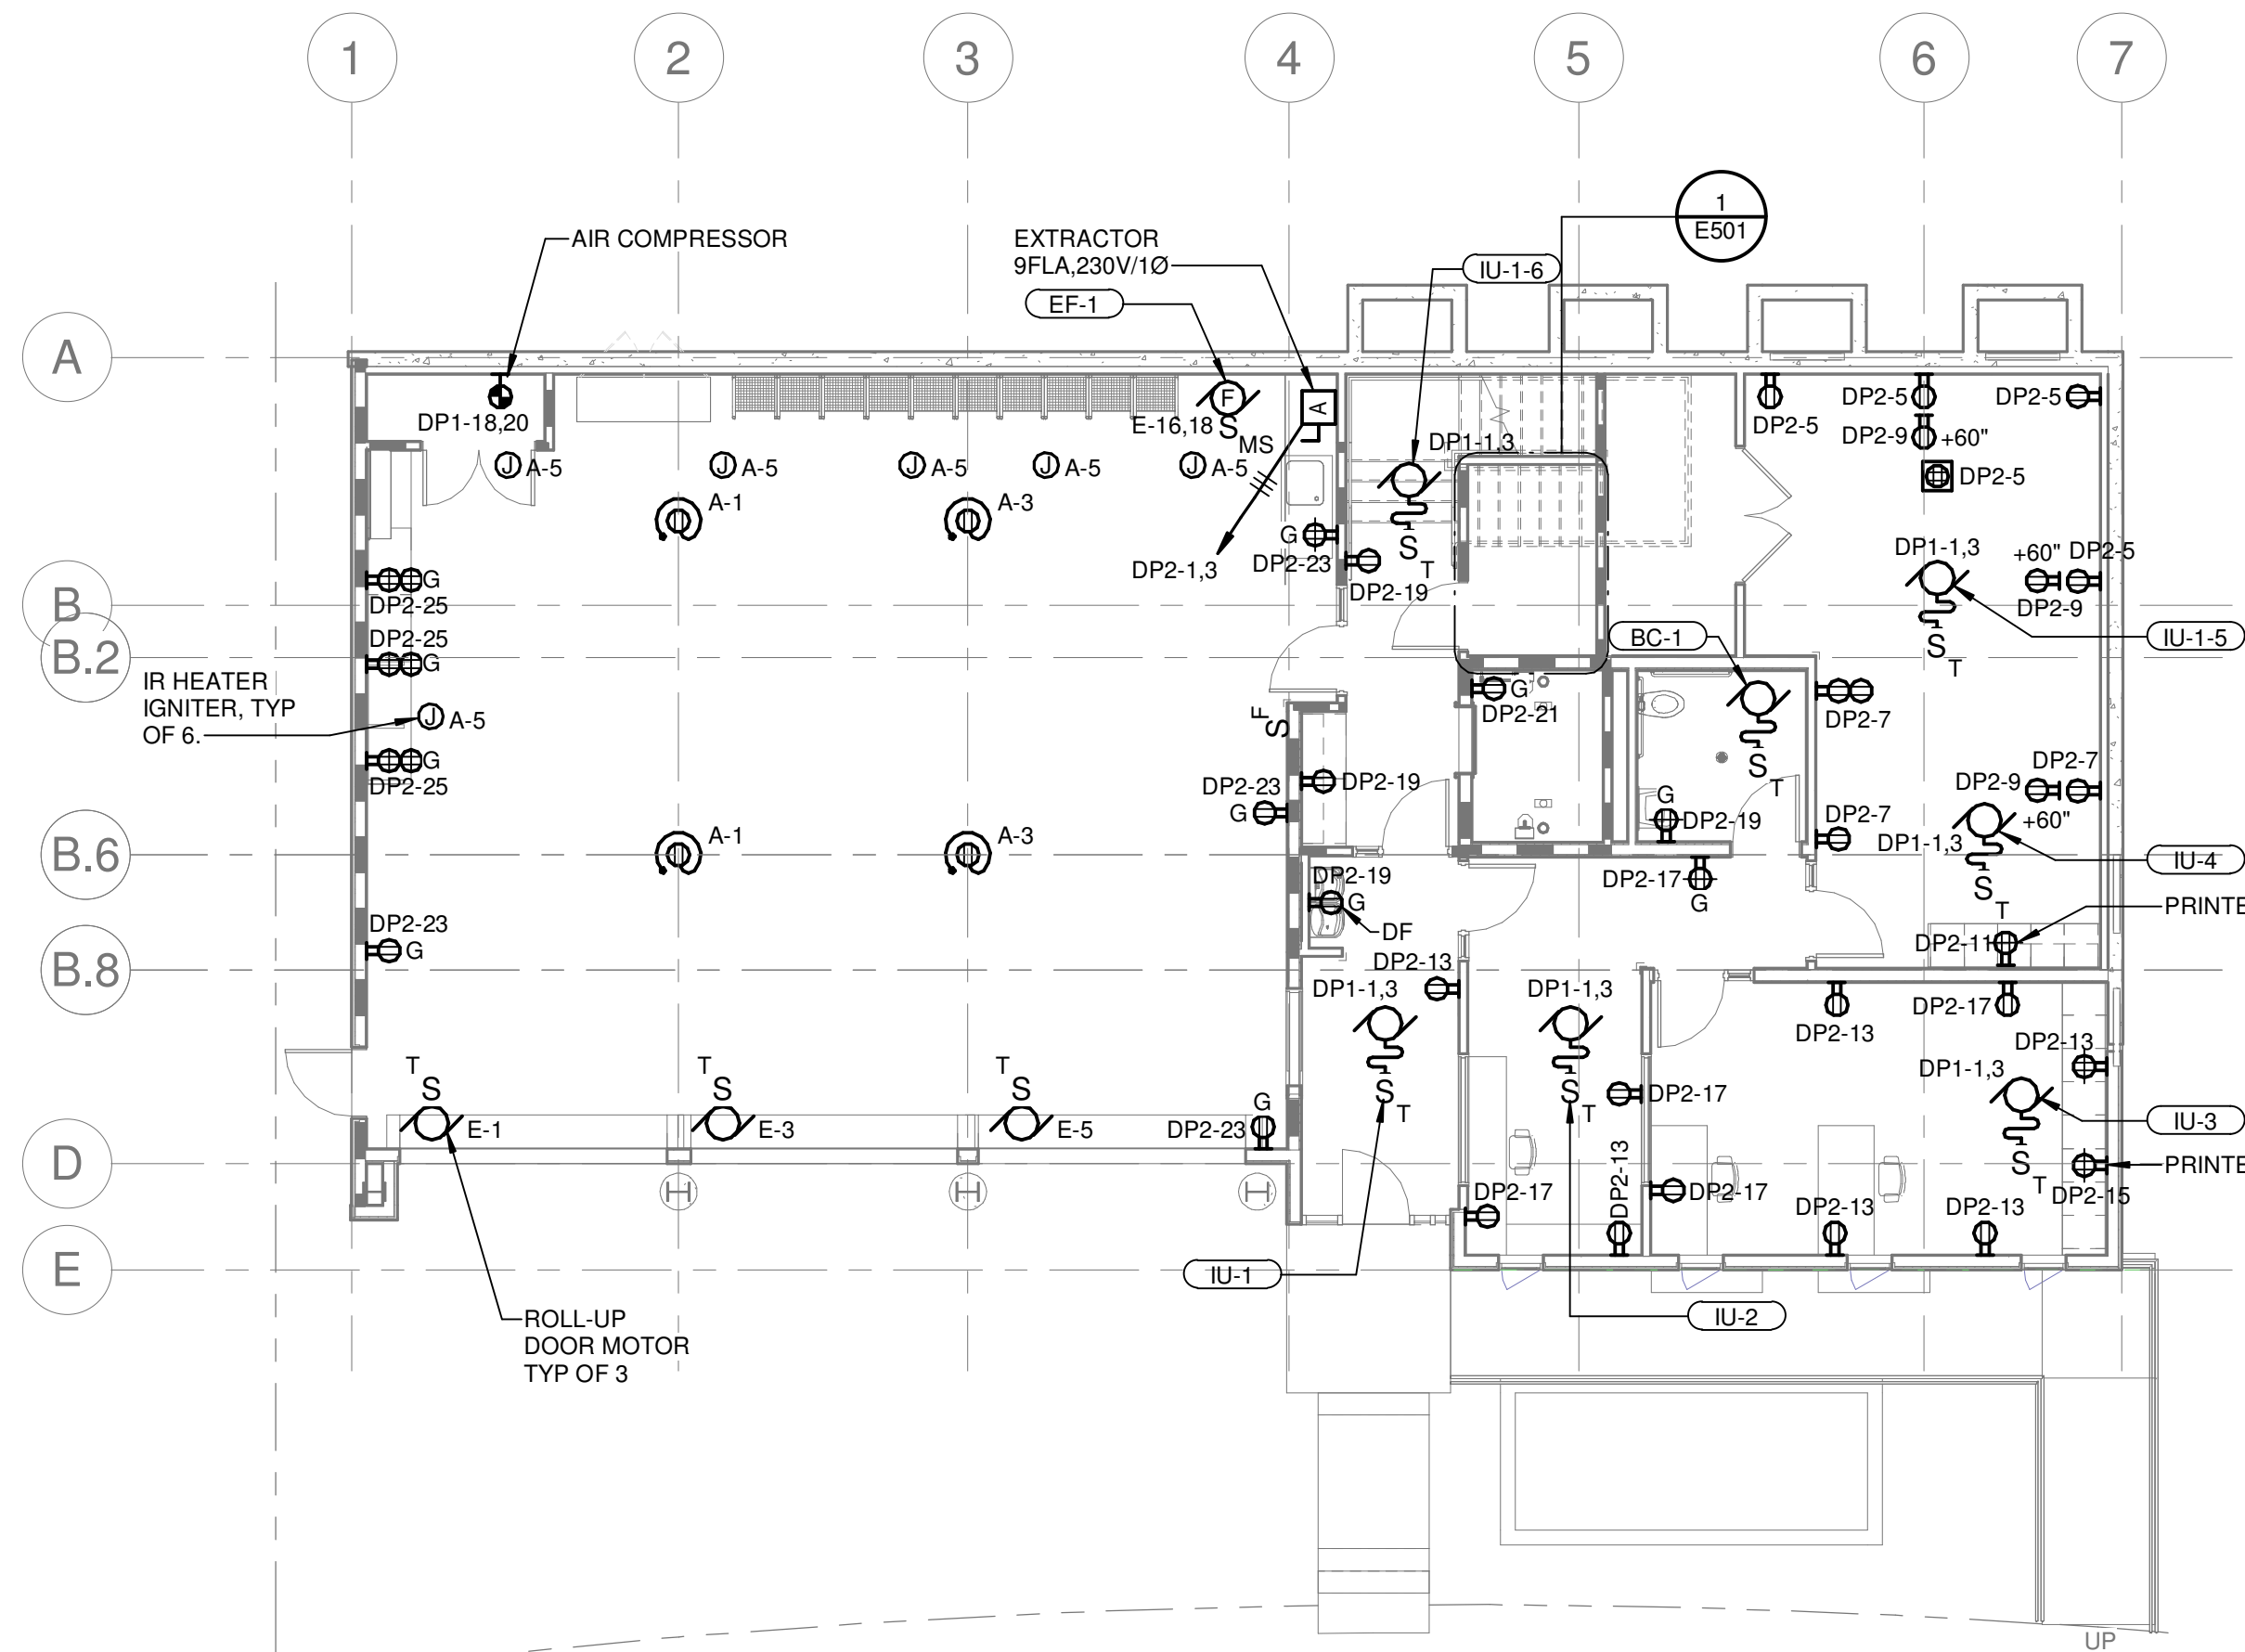 1 2 3 4 5 6 7
1
E501
AIR COMPRESSOR
EXTRACTOR
9FLA,230V/1Ø
IU-1-6
EF-1
A
F
A
DP1-18,20
E-16,18
S
MS
DP1-1,3
DP2-5
DP2-5
DP2-5
DP2-9
+60"
DP2-5
J A-5
J A-5
J A-5
J A-5
J A-5
A-1
A-3
S
T
G
DP2-23
DP2-1,3
DP2-19
DP1-1,3
+60"
DP2-5
DP2-9
S
T
IU-1-5
B
G
DP2-25
BC-1
B.2
DP2-25
G
IR HEATER
IGNITER, TYP
OF 6.
J A-5
SF
G
DP2-21
DP2-7
G
DP2-25
DP2-19
S
T
DP2-7
DP2-9
+60"
DP2-23
G
G
DP2-19
DP2-7
DP1-1,3
B.6
A-1
A-3
IU-4
S
T
DP2-19
G
DF
DP2-17
G
PRINTE
DP2-11
DP2-23
G
B.8
DP2-13
DP1-1,3
DP1-1,3
DP2-13
DP2-17
DP2-13
DP1-1,3
S
T
S
T
DP2-17
IU-3
T
S
E-1
T
S
E-3
T
S
E-5
G
DP2-23
D
DP2-13
S
T
PRINTE
DP2-15
H
H
H
H
DP2-17
DP2-17
DP2-13
DP2-13
E
IU-1
IU-2
ROLL-UP
DOOR MOTOR
TYP OF 3
UP